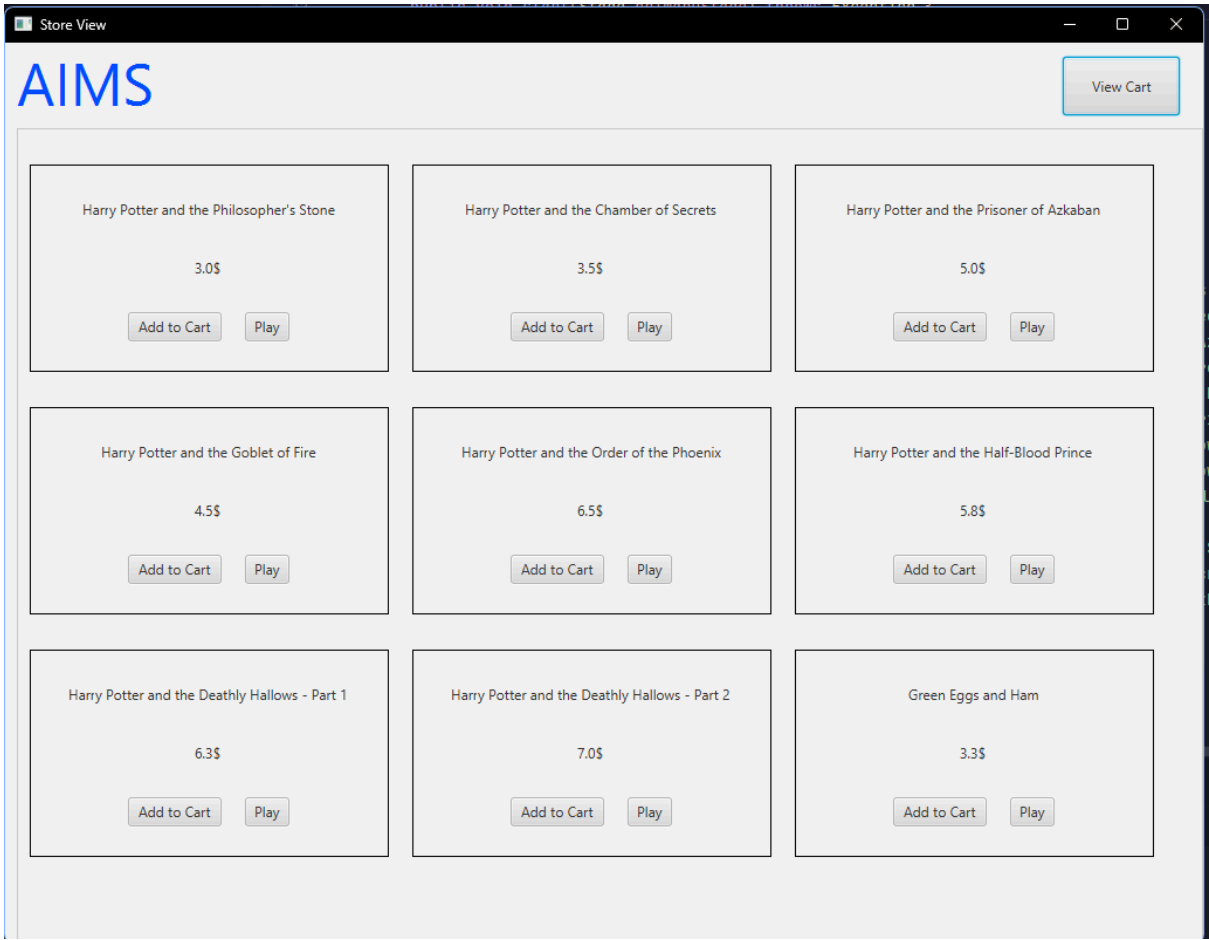 Store View
AIMS
View Cart
Harry Potter and the Philosopher's Stone
3.0$
Add to Cart Play
Harry Potter and the Chamber of Secrets
3.5$
Add to Cart Play
Harry Potter and the Prisoner of Azkaban
5.0$
Add to Cart Play
Harry Potter and the Goblet of Fire
4.5$
Add to Cart Play
Harry Potter and the Order of the Phoenix
6.5$
Add to Cart Play
Harry Potter and the Half-Blood Prince
5.8$
Add to Cart Play
Harry Potter and the Deathly Hallows - Part 1
6.3$
Add to Cart Play
Harry Potter and the Deathly Hallows - Part 2
7.0$
Add to Cart Play
Green Eggs and Ham
3.3$
Add to Cart Play